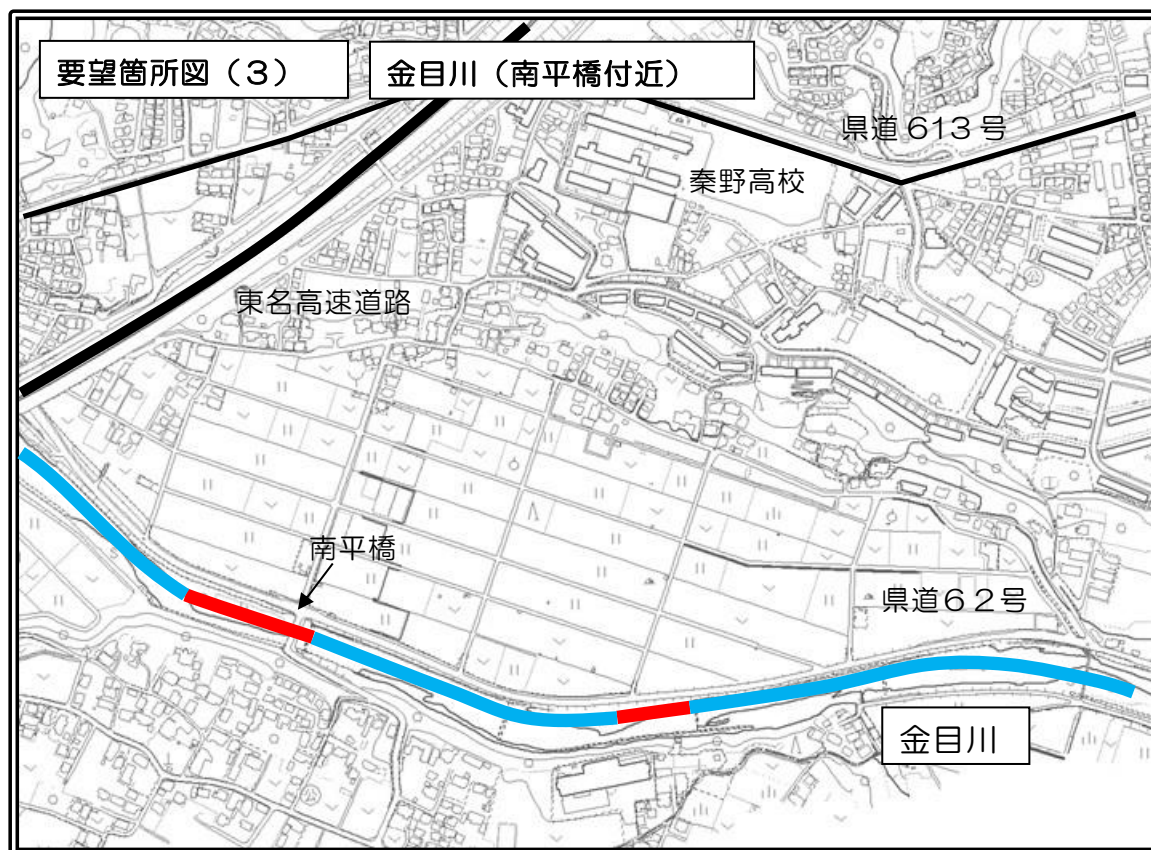 要望箇所図（3）
金目川（南平橋付近）
県道613号
秦野高校
東名高速道路
南平橋
県道６２号
金目川